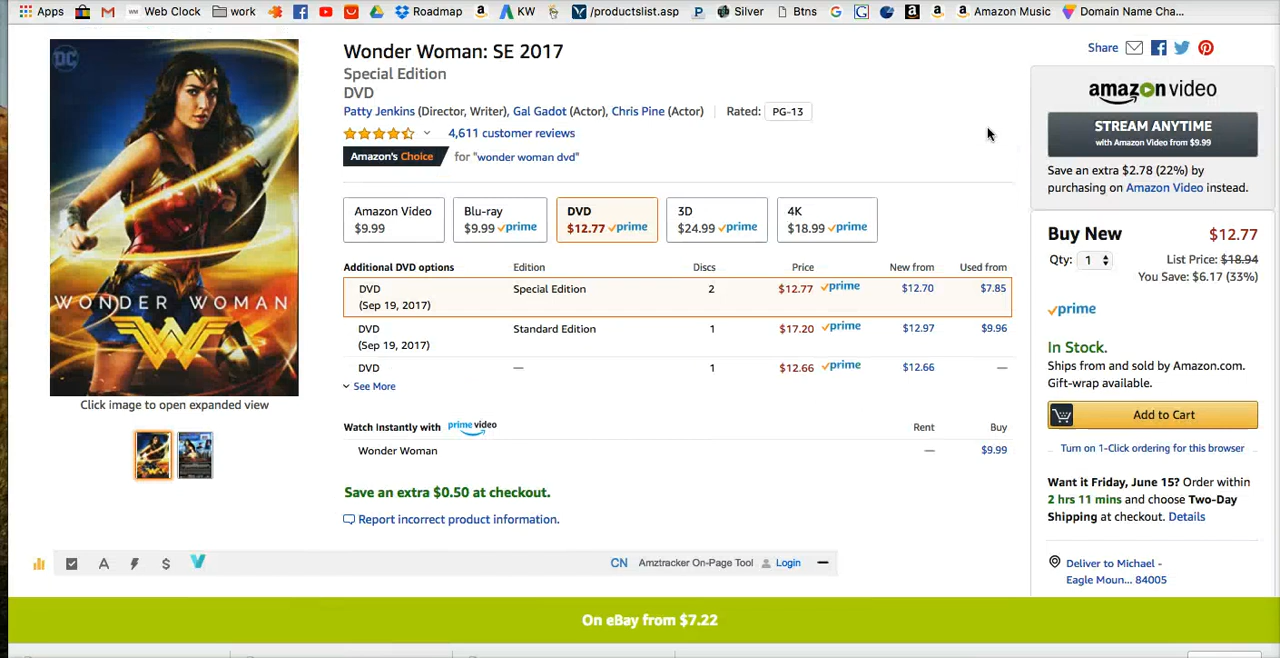 Apps
Web Clock
work
Roadmap
KW
/productslist.asp
Silver
Btns
Amazon Music
Domain Name Cha...
DC
WONDER WOMAN
Click image to open expanded view
Wonder Woman: SE 2017
Special Edition
DVD
Patty Jenkins (Director, Writer), Gal Gadot (Actor), Chris Pine (Actor) | Rated: PG-13
4,611 customer reviews
Amazon's Choice for "wonder woman dvd"
Amazon Video
$9.99
Blu-ray
$9.99 prime
DVD
$12.77 prime
3D
$24.99 prime
4K
$18.99 prime
Additional DVD options Edition Discs Price New from Used from
DVD Special Edition 2 $12.77 prime $12.70 $7.85
(Sep 19, 2017)
DVD Standard Edition 1 $17.20 prime $12.97 $9.96
(Sep 19, 2017)
DVD — 1 $12.66 prime $12.66 —
See More
Watch Instantly with prime video Rent Buy
Wonder Woman — $9.99
Save an extra $0.50 at checkout.
Report incorrect product information.
Share
amazon video
STREAM ANYTIME
with Amazon Video from $9.99
Save an extra $2.78 (22%) by
purchasing on Amazon Video instead.
Buy New $12.77
Qty: 1 List Price: $18.94
You Save: $6.17 (33%)
prime
In Stock.
Ships from and sold by Amazon.com.
Gift-wrap available.
Add to Cart
Turn on 1-Click ordering for this browser
Want it Friday, June 15? Order within
2 hrs 11 mins and choose Two-Day
Shipping at checkout. Details
Deliver to Michael -
Eagle Moun... 84005
CN Amztracker On-Page Tool Login
On eBay from $7.22